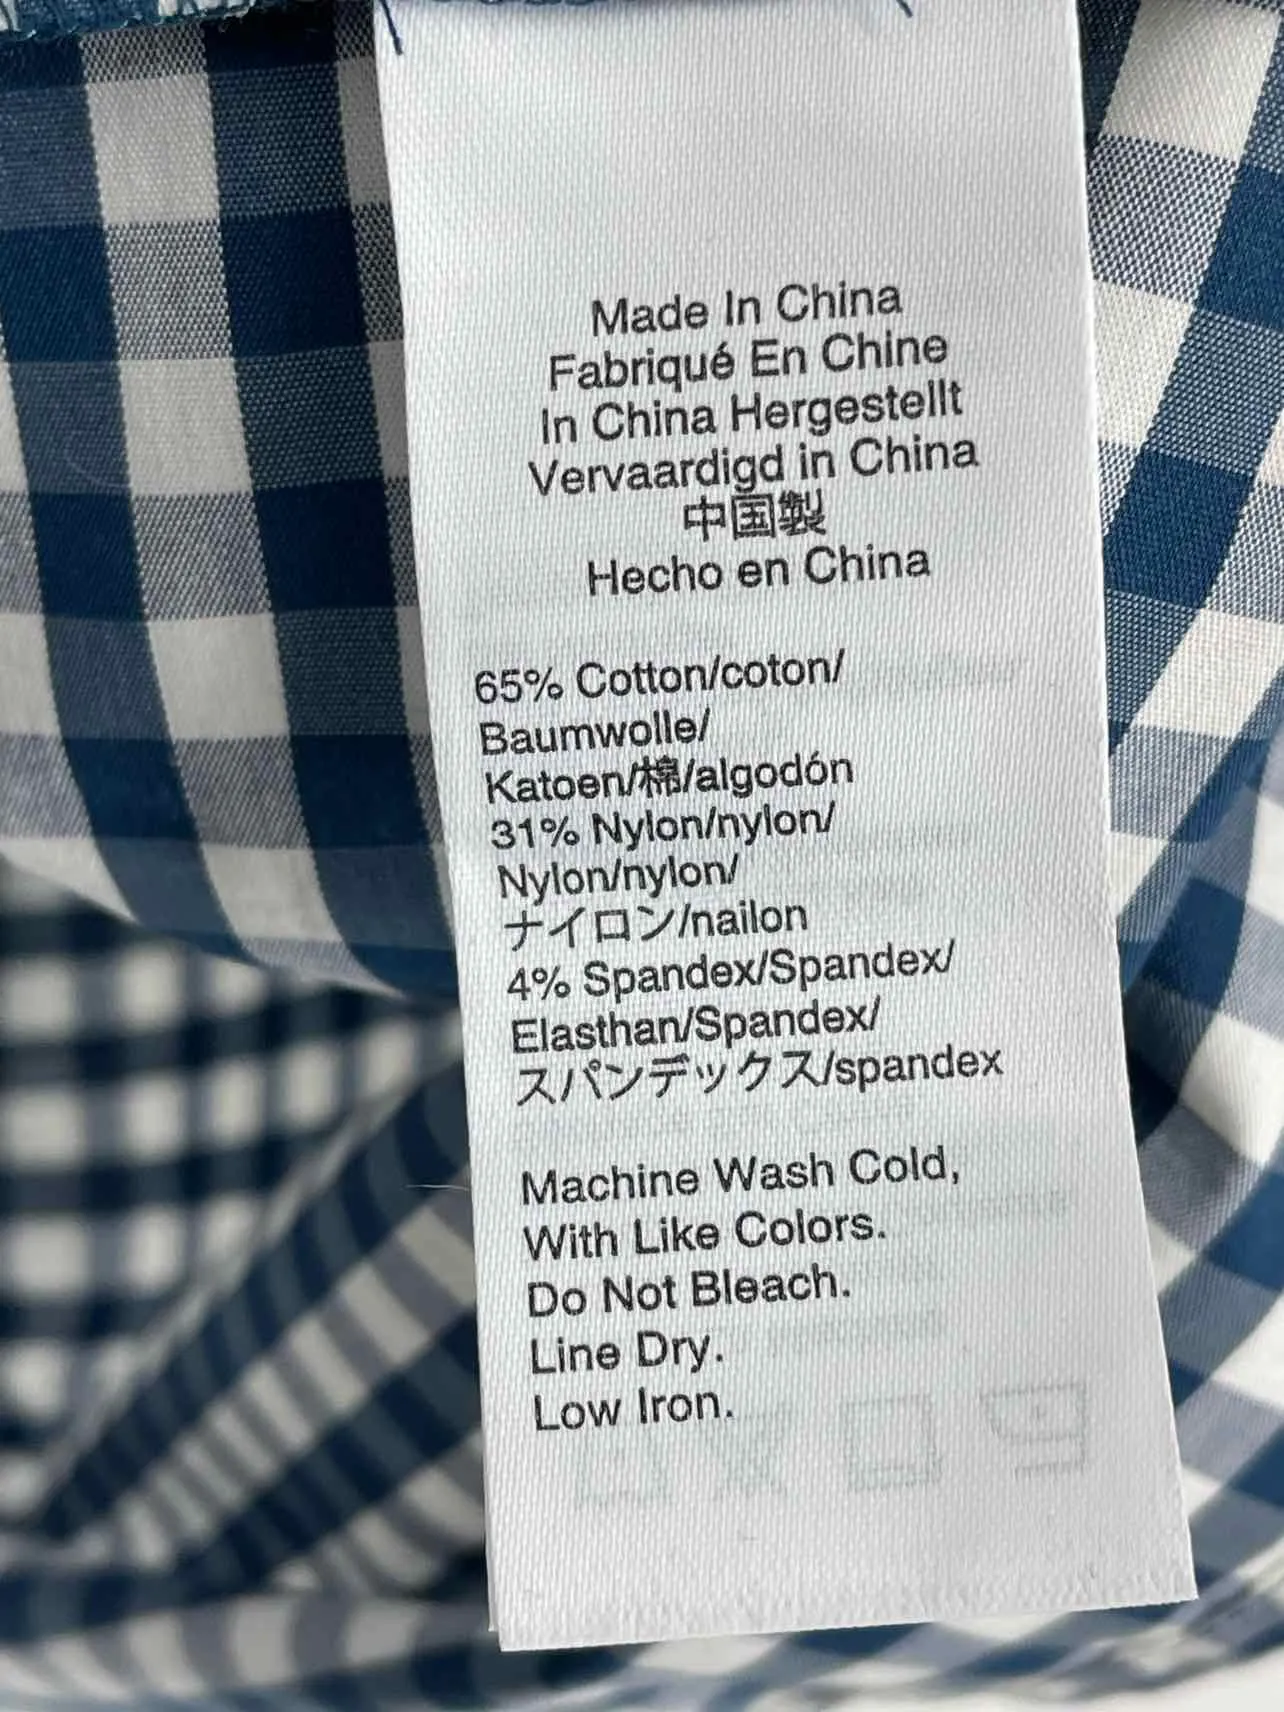 Made In China
Fabriqué En Chine
In China Hergestellt
Vervaardigd in China
中国製
Hecho en China
65% Cotton/coton/
Baumwolle/
Katoen/棉/algodón
31% Nylon/nylon/
Nylon/nylon/
ナイロン/nailon
4% Spandex/Spandex/
Elasthan/Spandex/
スパンデックス/spandex
Machine Wash Cold,
With Like Colors.
Do Not Bleach.
Line Dry.
Low Iron.